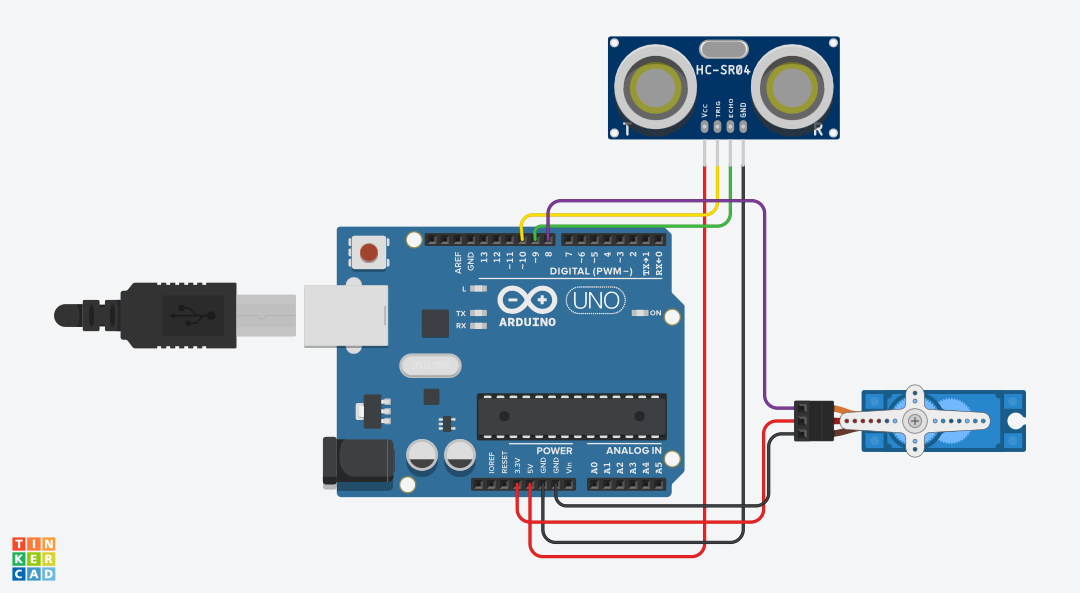 HC-SR04
VCC
TRIG
ECHO
GND
T
R
AREF
GND
13
12
~11
~10
~9
8
7
~6
~5
4
~3
2
TX→1
RX←0
DIGITAL (PWM~)
L
TX
RX
ARDUINO
UNO
ON
POWER
ANALOG IN
IOREF
RESET
3.3V
5V
GND
GND
Vin
A0
A1
A2
A3
A4
A5
TIN
KER
CAD